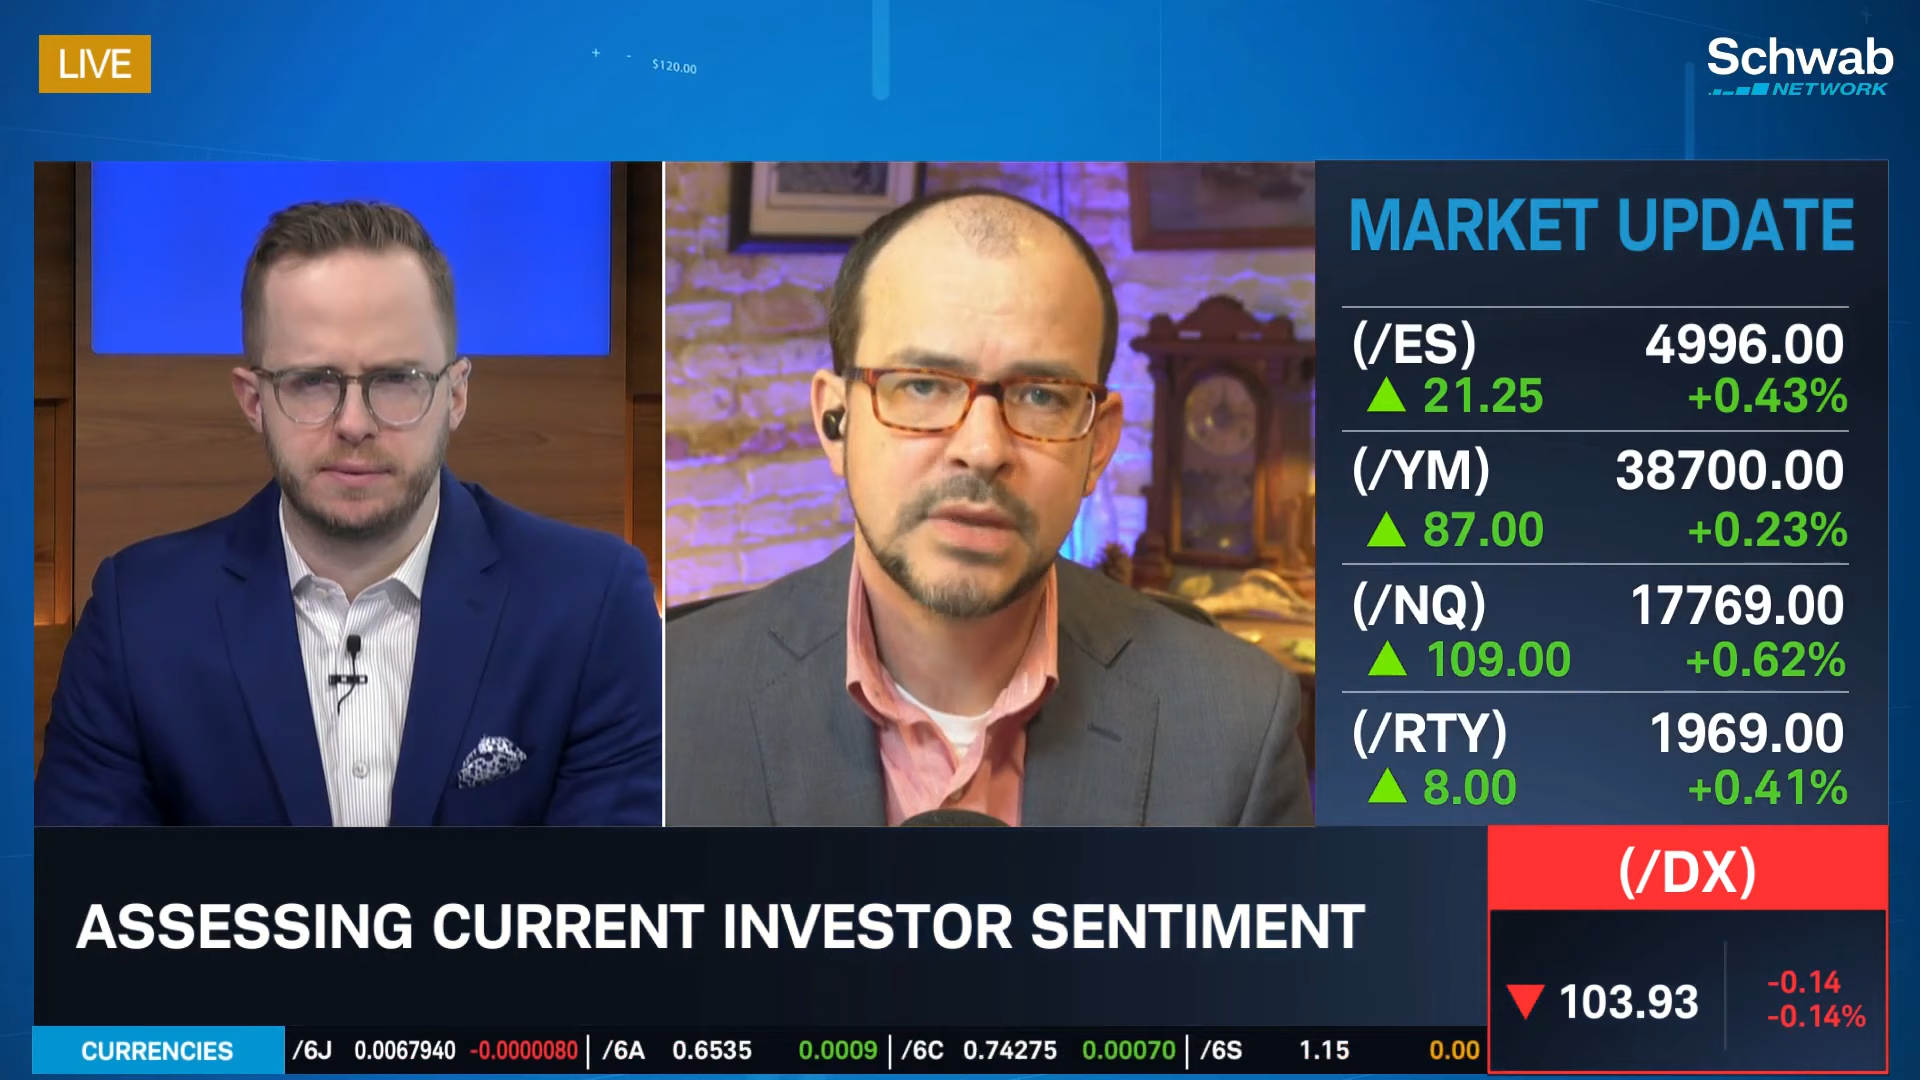 LIVE
$120.00
Schwab
NETWORK
MARKET UPDATE
(/ES) 4996.00
21.25 +0.43%
(/YM) 38700.00
87.00 +0.23%
(/NQ) 17769.00
109.00 +0.62%
(/RTY) 1969.00
8.00 +0.41%
ASSESSING CURRENT INVESTOR SENTIMENT
(/DX)
103.93 -0.14
-0.14%
CURRENCIES /6J 0.0067940 -0.0000080 /6A 0.6535 0.0009 /6C 0.74275 0.00070 /6S 1.15 0.00